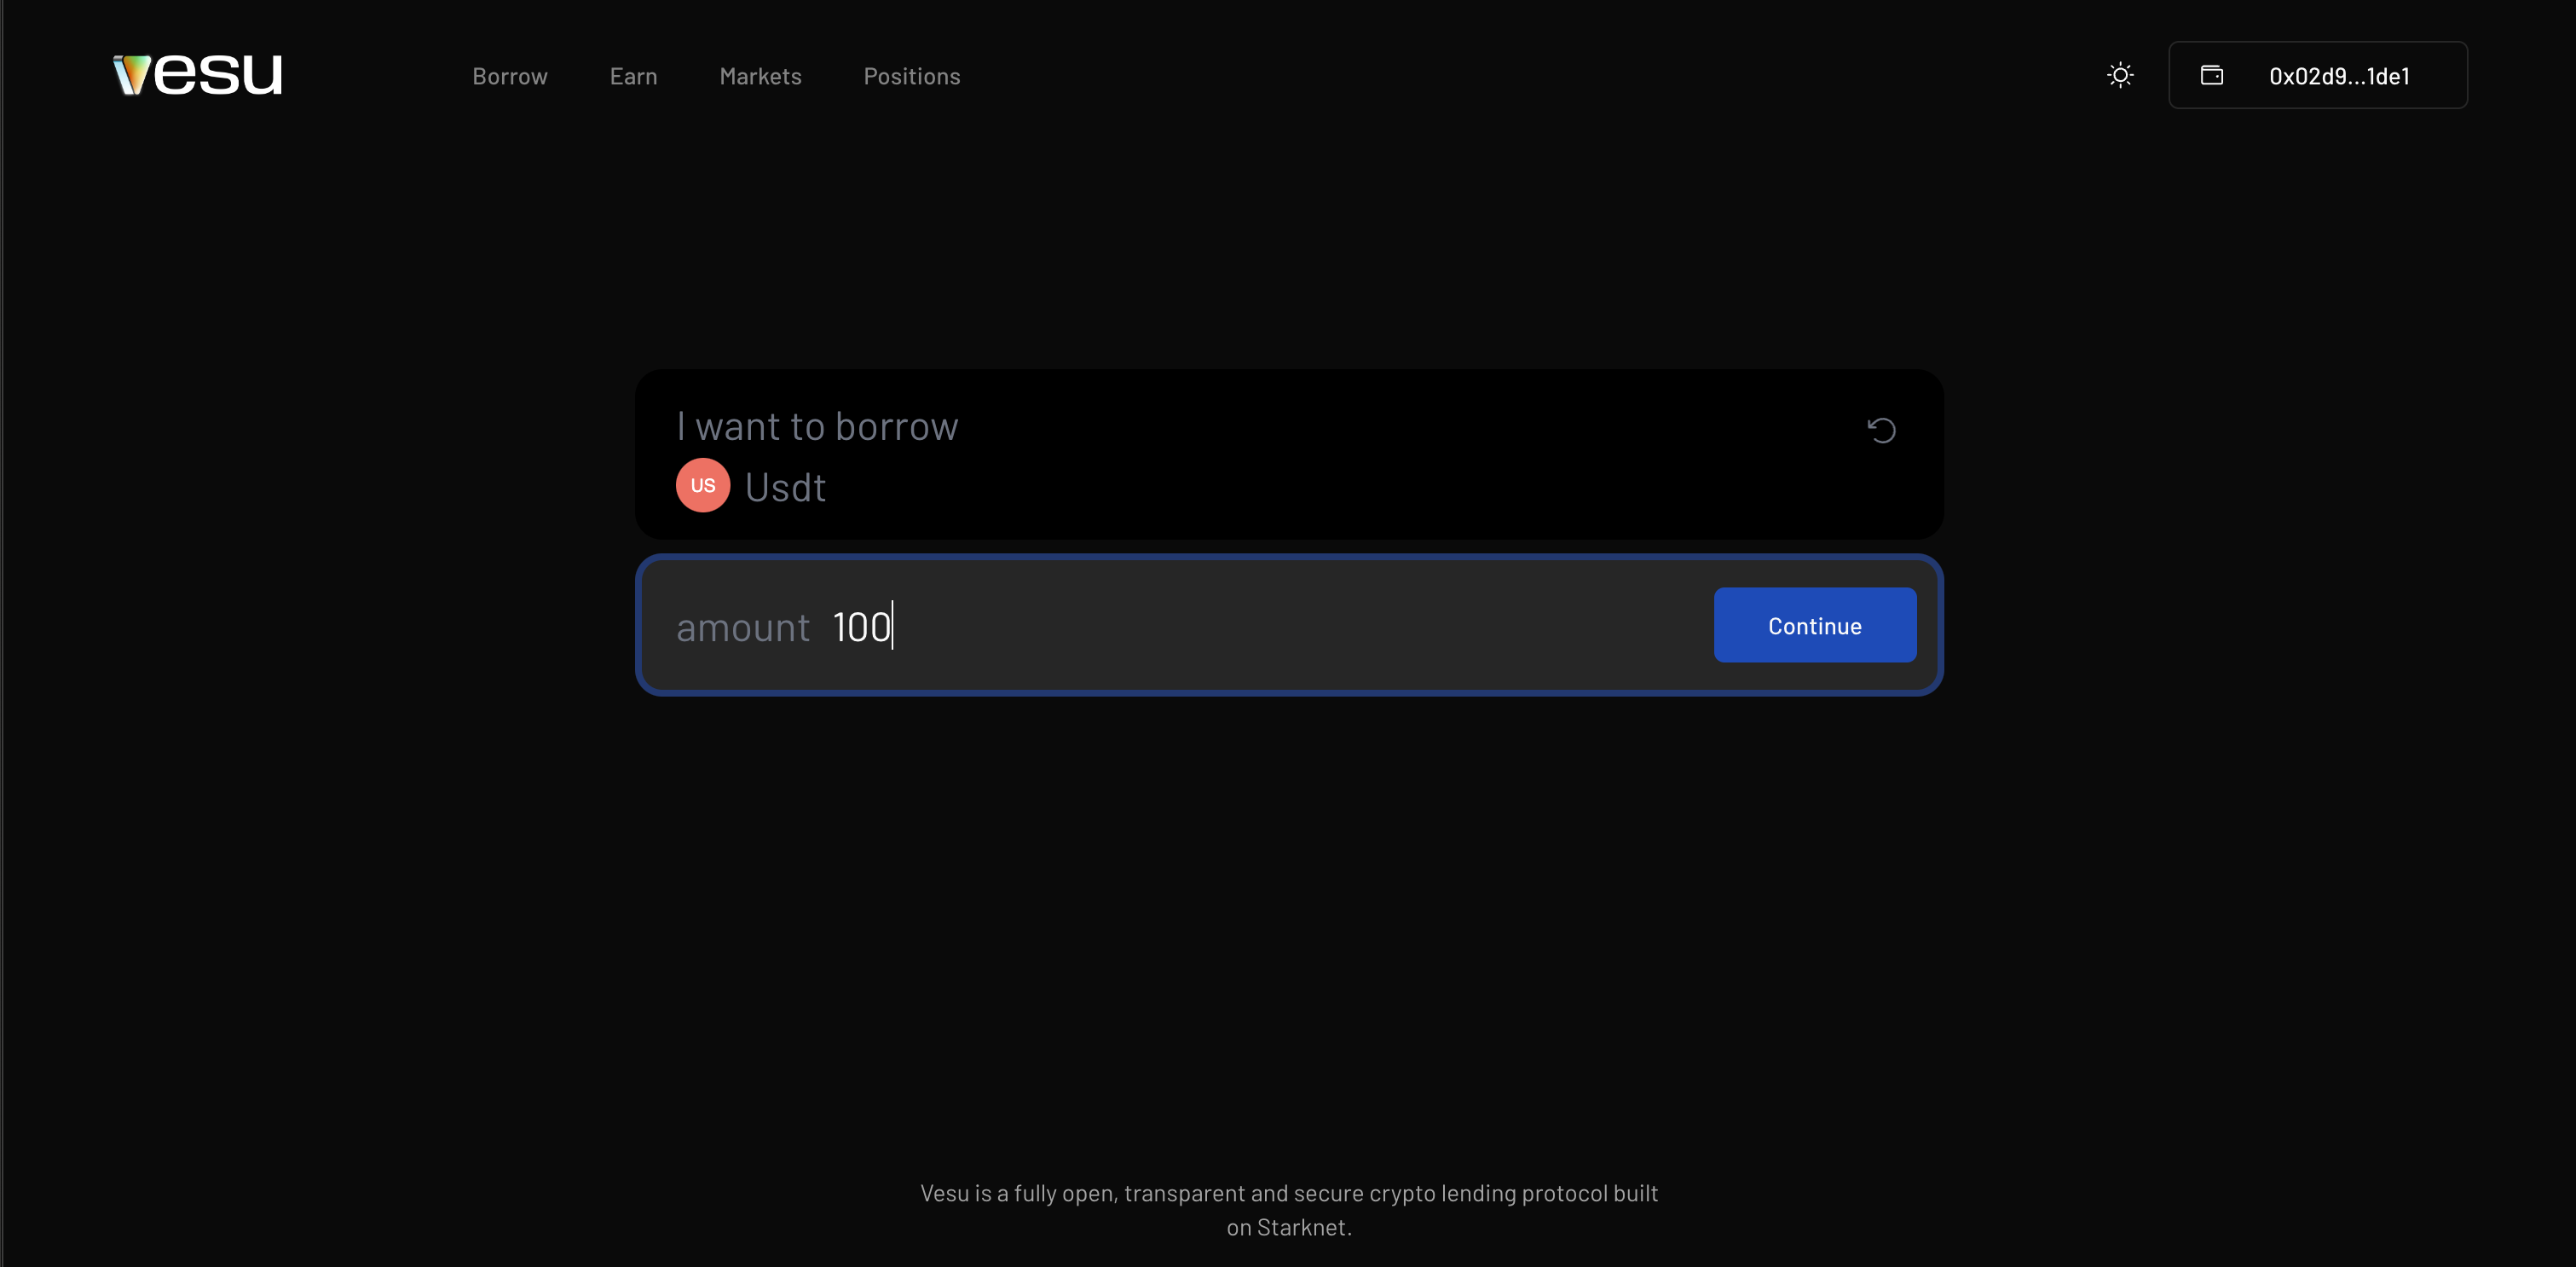 vesu
Borrow
Earn
Markets
Positions
0x02d9...1de1
I want to borrow
US Usdt
amount 100
Continue
Vesu is a fully open, transparent and secure crypto lending protocol built
on Starknet.